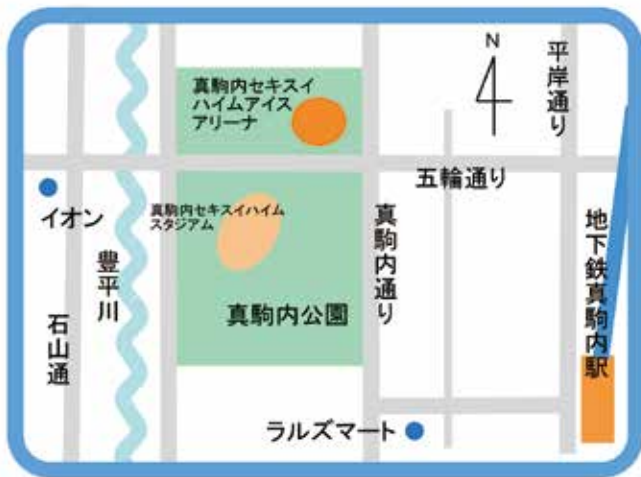 真駒内セキスイ
ハイムアイス
アリーナ
N
平岸通り
五輪通り
イオン
真駒内セキスイハイム
スタジアム
真駒内通り
地下鉄真駒内駅
豊平川
石山通
真駒内公園
ラルズマート